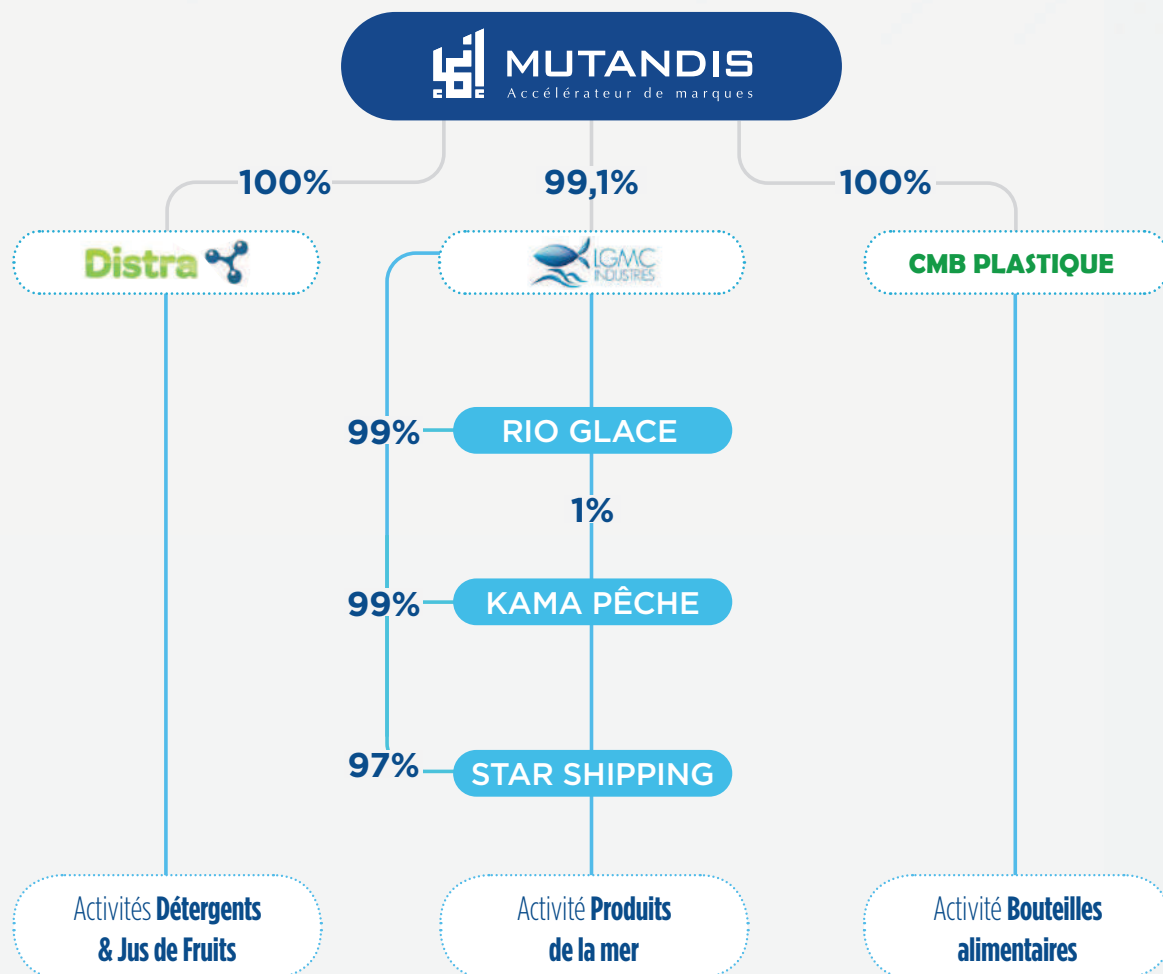 MUTANDIS
Accélérateur de marques
100%
99,1%
100%
Distra
LGMC
INDUSTRIES
CMB PLASTIQUE
99%
RIO GLACE
1%
99%
KAMA PÊCHE
97%
STAR SHIPPING
Activités Détergents
& Jus de Fruits
Activité Produits
de la mer
Activité Bouteilles
alimentaires